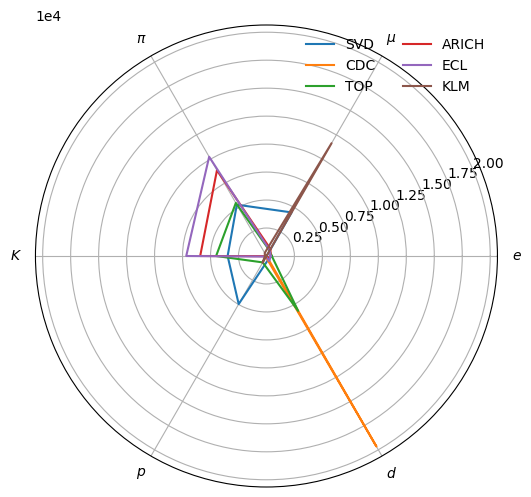 1e4
π
μ
SVD
CDC
TOP
ARICH
ECL
KLM
2.00
1.75
1.50
1.25
1.00
0.75
0.50
0.25
K
e
p
d